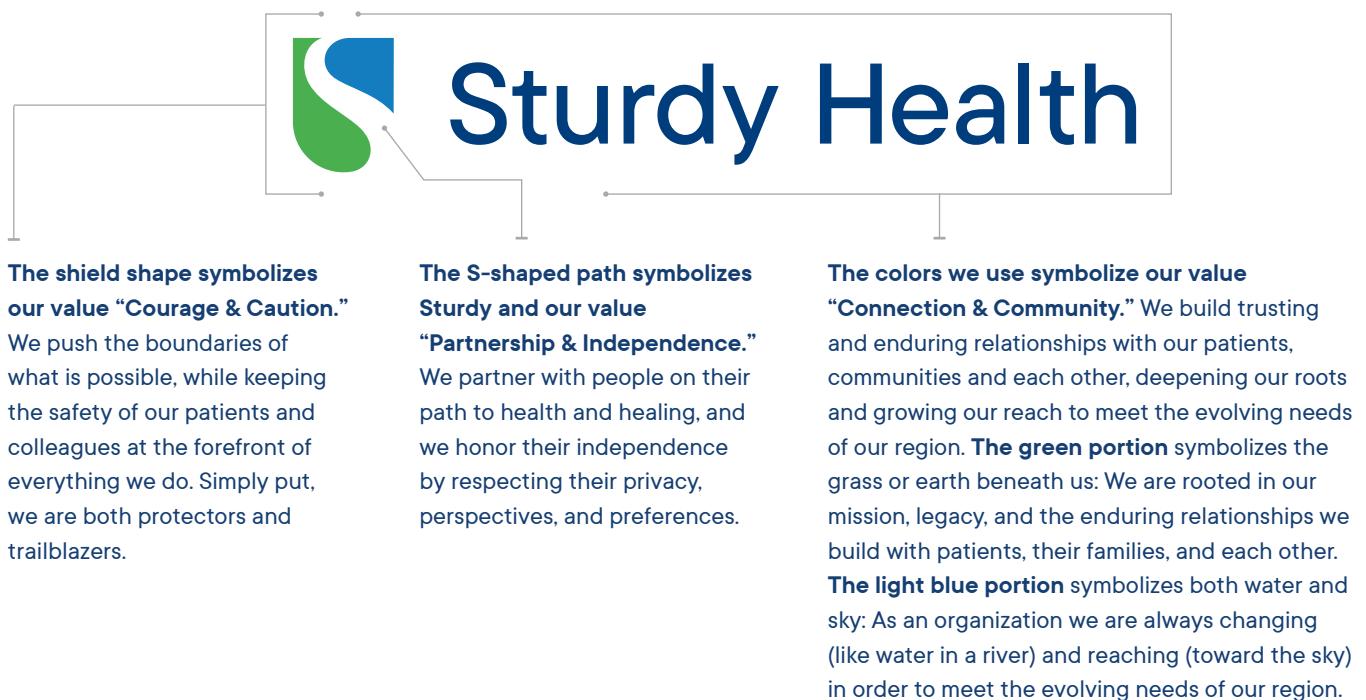 Sturdy Health
The shield shape symbolizes
our value “Courage & Caution.”
We push the boundaries of
what is possible, while keeping
the safety of our patients and
colleagues at the forefront of
everything we do. Simply put,
we are both protectors and
trailblazers.
The S-shaped path symbolizes
Sturdy and our value
“Partnership & Independence.”
We partner with people on their
path to health and healing, and
we honor their independence
by respecting their privacy,
perspectives, and preferences.
The colors we use symbolize our value
“Connection & Community.” We build trusting
and enduring relationships with our patients,
communities and each other, deepening our roots
and growing our reach to meet the evolving needs
of our region. The green portion symbolizes the
grass or earth beneath us: We are rooted in our
mission, legacy, and the enduring relationships we
build with patients, their families, and each other.
The light blue portion symbolizes both water and
sky: As an organization we are always changing
(like water in a river) and reaching (toward the sky)
in order to meet the evolving needs of our region.